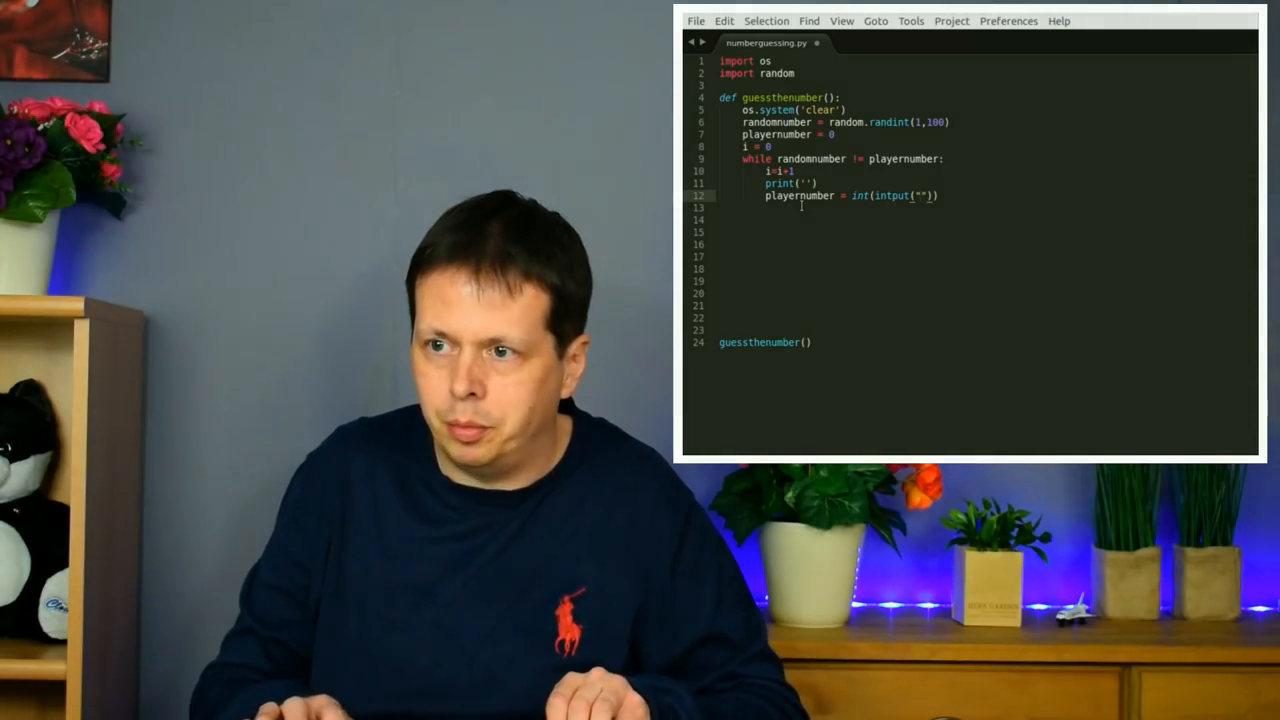 File Edit Selection Find View Goto Tools Project Preferences Help
numberguessing.py
1 import os
2 import random
3
4 def guessthenumber():
5 os.system('clear')
6 randomnumber = random.randint(1,100)
7 playernumber = 0
8 i = 0
9 while randomnumber != playernumber:
10 i=i+1
11 print('')
12 playernumber = int(intput(""))
13
14
15
16
17
18
19
20
21
22
23
24 guessthenumber()